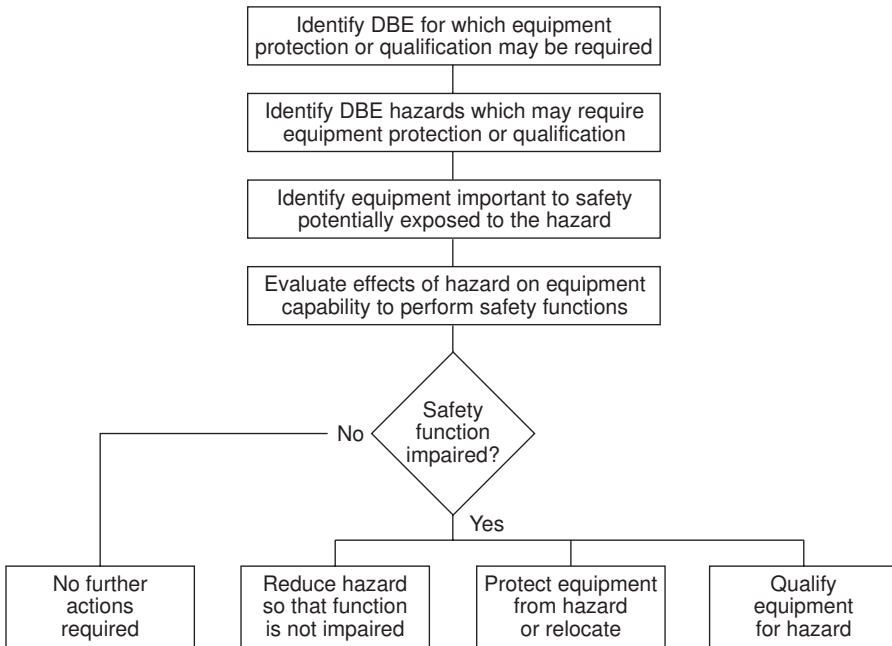 Identify DBE for which equipment
protection or qualification may be required
Identify DBE hazards which may require
equipment protection or qualification
Identify equipment important to safety
potentially exposed to the hazard
Evaluate effects of hazard on equipment
capability to perform safety functions
Safety
function
impaired?
No
Yes
No further
actions
required
Reduce hazard
so that function
is not impaired
Protect equipment
from hazard
or relocate
Qualify
equipment
for hazard